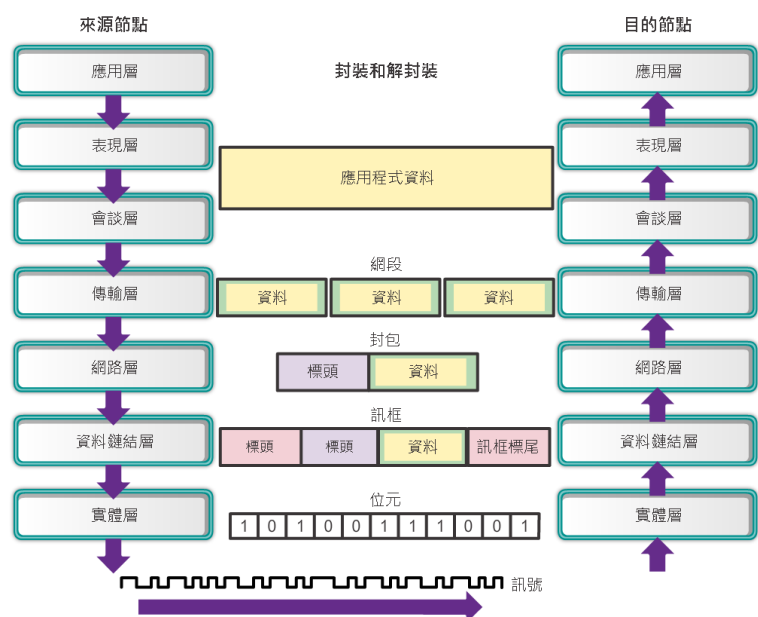 來源節點
封裝和解封裝
目的節點
應用層
應用層
表現層
應用程式資料
表現層
會談層
會談層
網段
傳輸層
資料 資料 資料
傳輸層
封包
網路層
標頭 資料
網路層
訊框
資料鏈結層
標頭 標頭 資料 訊框標尾
資料鏈結層
位元
實體層
1 0 1 0 0 1 1 1 0 0 1
實體層
訊號